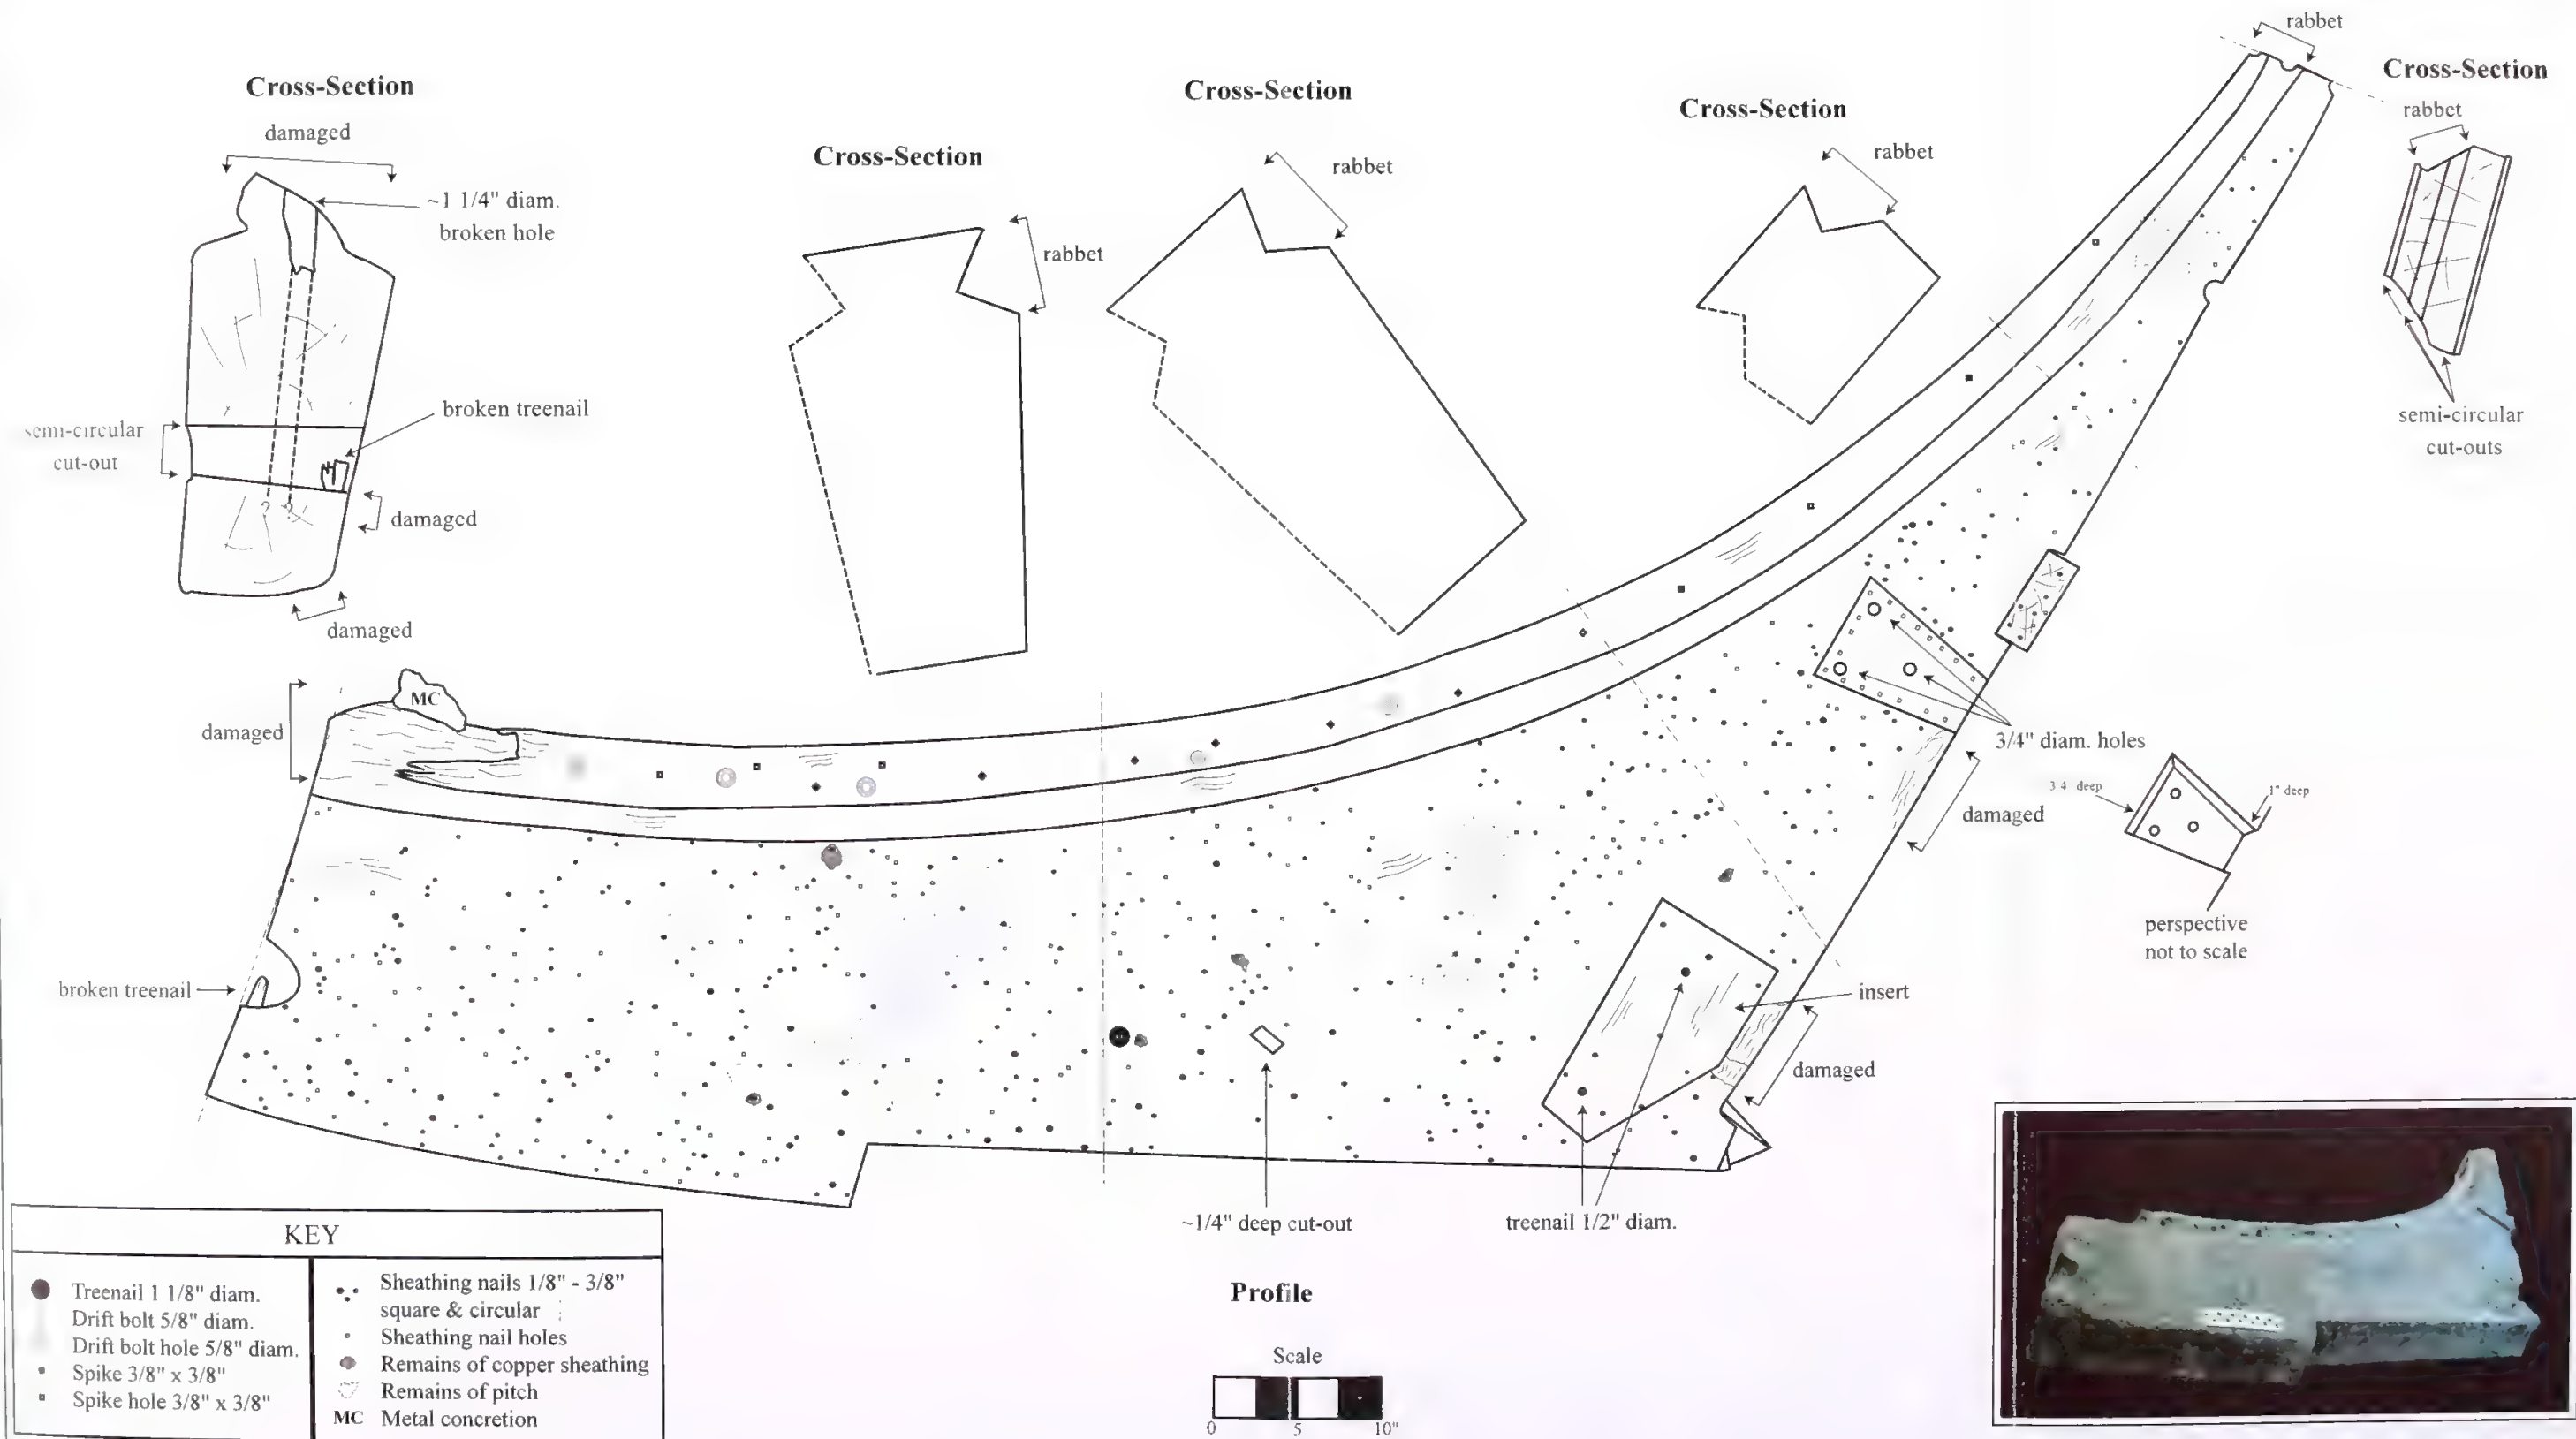 Cross-Section
damaged
~1 1/4" diam.
broken hole
broken treenail
semi-circular
cut-out
damaged
damaged
Cross-Section
rabbet
Cross-Section
rabbet
Cross-Section
rabbet
rabbet
Cross-Section
rabbet
semi-circular
cut-outs
damaged
MC
? ?
broken treenail
3/4" diam. holes
damaged
3 4 deep
1" deep
perspective
not to scale
insert
damaged
~1/4" deep cut-out
treenail 1/2" diam.
KEY
Treenail 1 1/8" diam.
Drift bolt 5/8" diam.
Drift bolt hole 5/8" diam.
Spike 3/8" x 3/8"
Spike hole 3/8" x 3/8"
Sheathing nails 1/8" - 3/8"
square & circular
Sheathing nail holes
Remains of copper sheathing
Remains of pitch
MC Metal concretion
Profile
Scale
0 5 10"